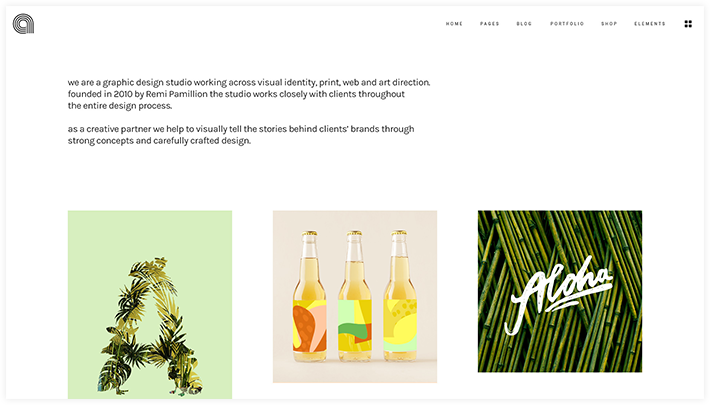 HOME PAGES BLOG PORTFOLIO SHOP ELEMENTS
we are a graphic design studio working across visual identity, print, web and art direction.
founded in 2010 by Remi Pamillion the studio works closely with clients throughout
the entire design process.
as a creative partner we help to visually tell the stories behind clients' brands through
strong concepts and carefully crafted design.
A
Aloha